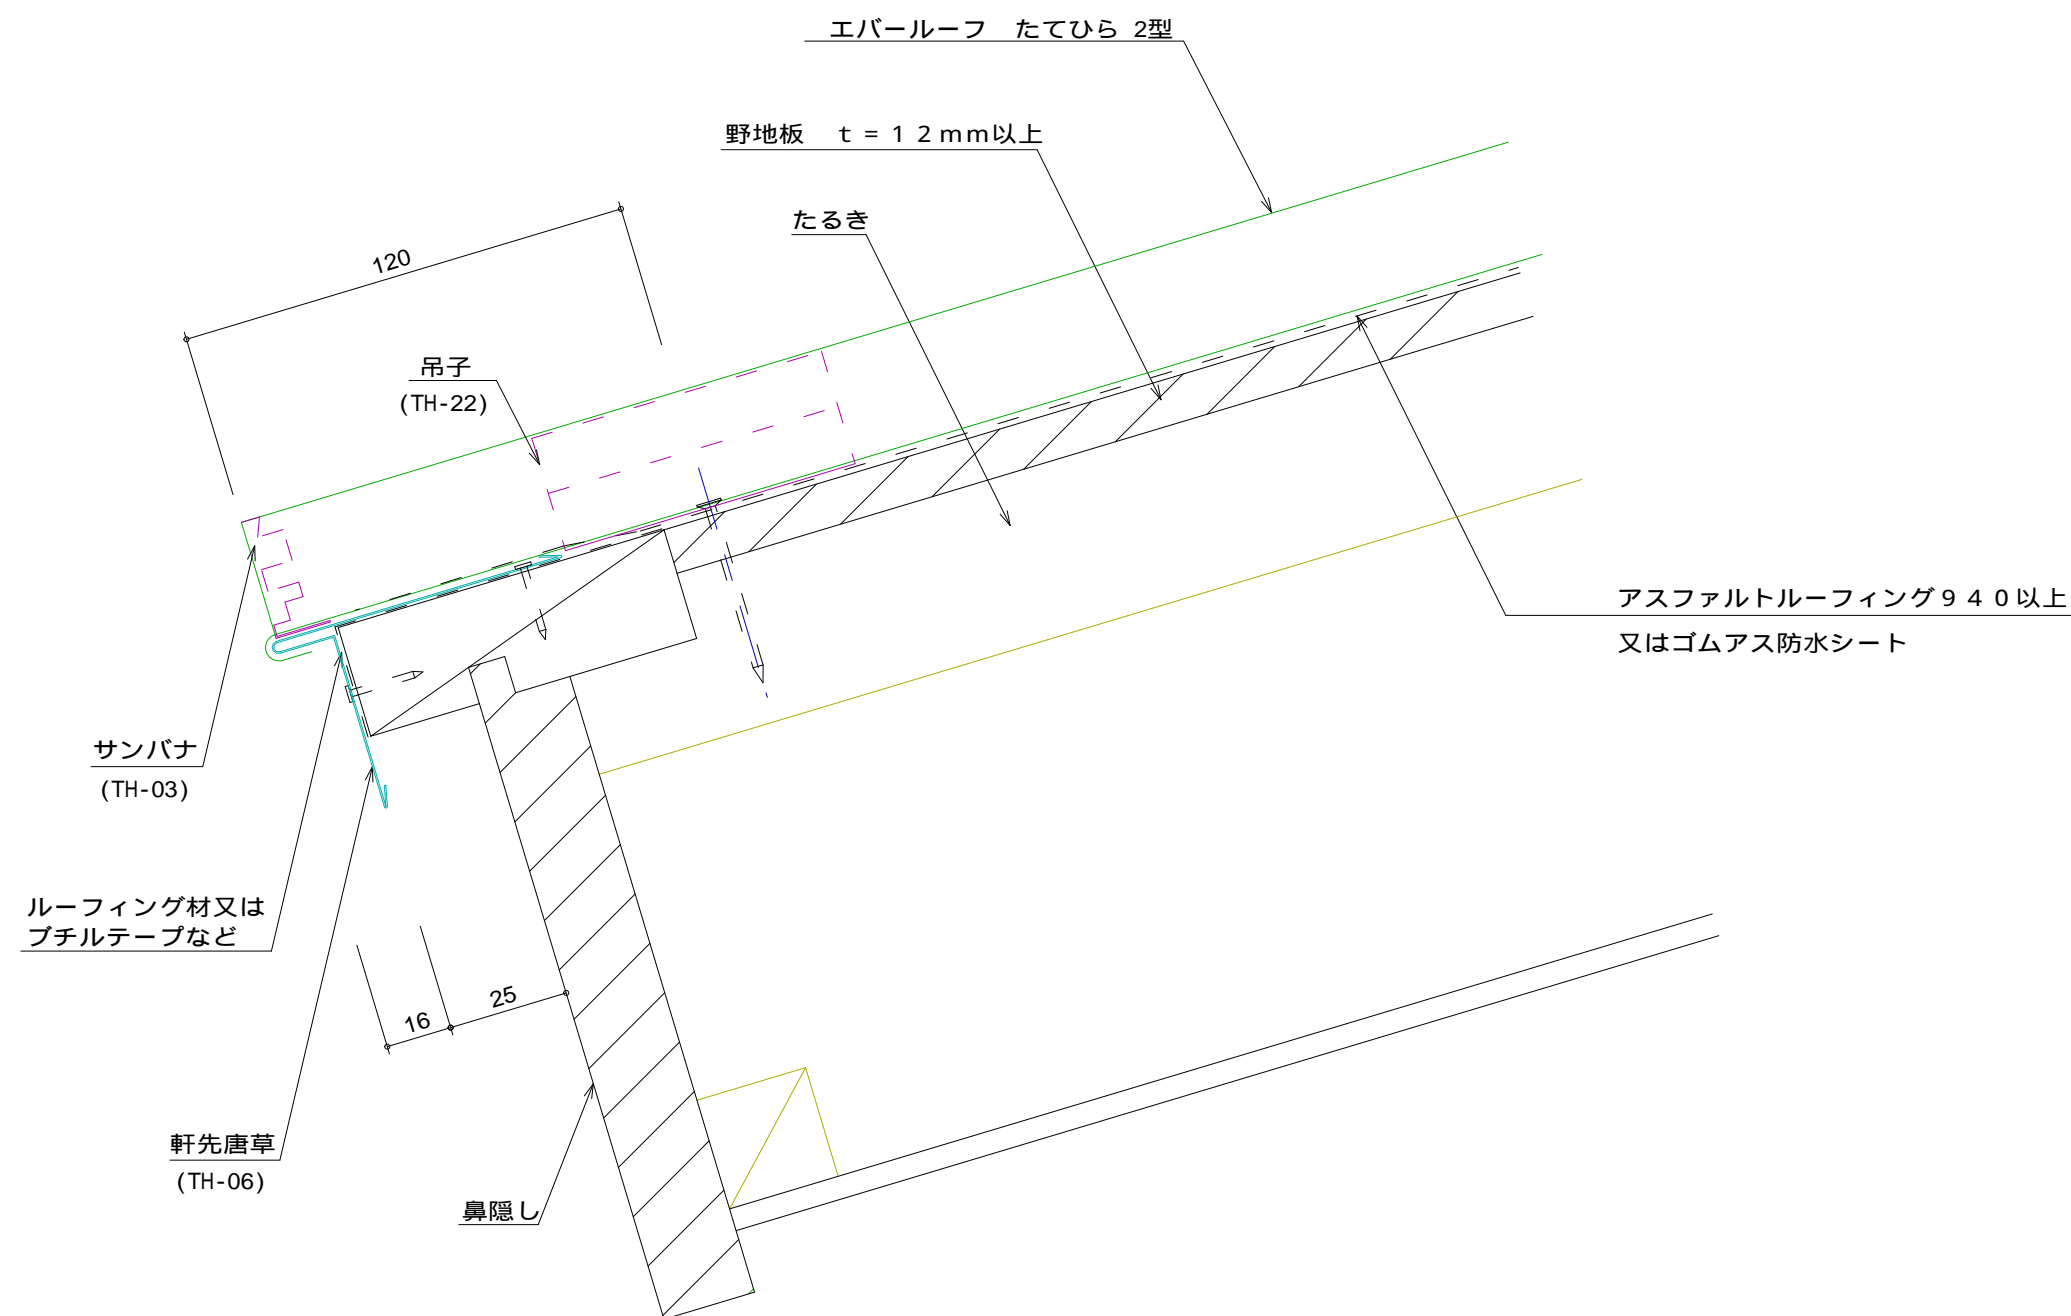 エバールーフ　たてひら 2型
野地板　ｔ＝１２ｍｍ以上
たるき
120
吊子
(TH-22)
アスファルトルーフィング９４０以上
又はゴムアス防水シート
サンバナ
(TH-03)
ルーフィング材又は
ブチルテープなど
25
16
軒先唐草
(TH-06)
鼻隠し